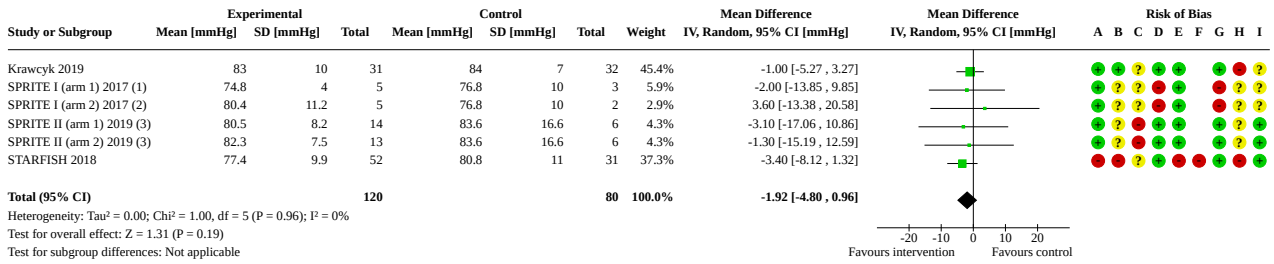 Experimental Control Mean Difference Mean Difference Risk of Bias
Study or Subgroup Mean [mmHg] SD [mmHg] Total Mean [mmHg] SD [mmHg] Total Weight IV, Random, 95% CI [mmHg] IV, Random, 95% CI [mmHg] A B C D E F G H I
Krawcyk 2019 83 10 31 84 7 32 45.4% -1.00 [-5.27 , 3.27] + + ? + + + - ?
SPRITE I (arm 1) 2017 (1) 74.8 4 5 76.8 10 3 5.9% -2.00 [-13.85 , 9.85] + ? ? - + - ? ?
SPRITE I (arm 2) 2017 (2) 80.4 11.2 5 76.8 10 2 2.9% 3.60 [-13.38 , 20.58] + ? ? - + - ? ?
SPRITE II (arm 1) 2019 (3) 80.5 8.2 14 83.6 16.6 6 4.3% -3.10 [-17.06 , 10.86] + ? - + + + ? +
SPRITE II (arm 2) 2019 (3) 82.3 7.5 13 83.6 16.6 6 4.3% -1.30 [-15.19 , 12.59] + ? - + + + ? +
STARFISH 2018 77.4 9.9 52 80.8 11 31 37.3% -3.40 [-8.12 , 1.32] - - ? + - - + - +
Total (95% CI) 120 80 100.0% -1.92 [-4.80 , 0.96]
Heterogeneity: Tau² = 0.00; Chi² = 1.00, df = 5 (P = 0.96); I² = 0%
Test for overall effect: Z = 1.31 (P = 0.19)
-20 -10 0 10 20
Test for subgroup differences: Not applicable
Favours intervention Favours control